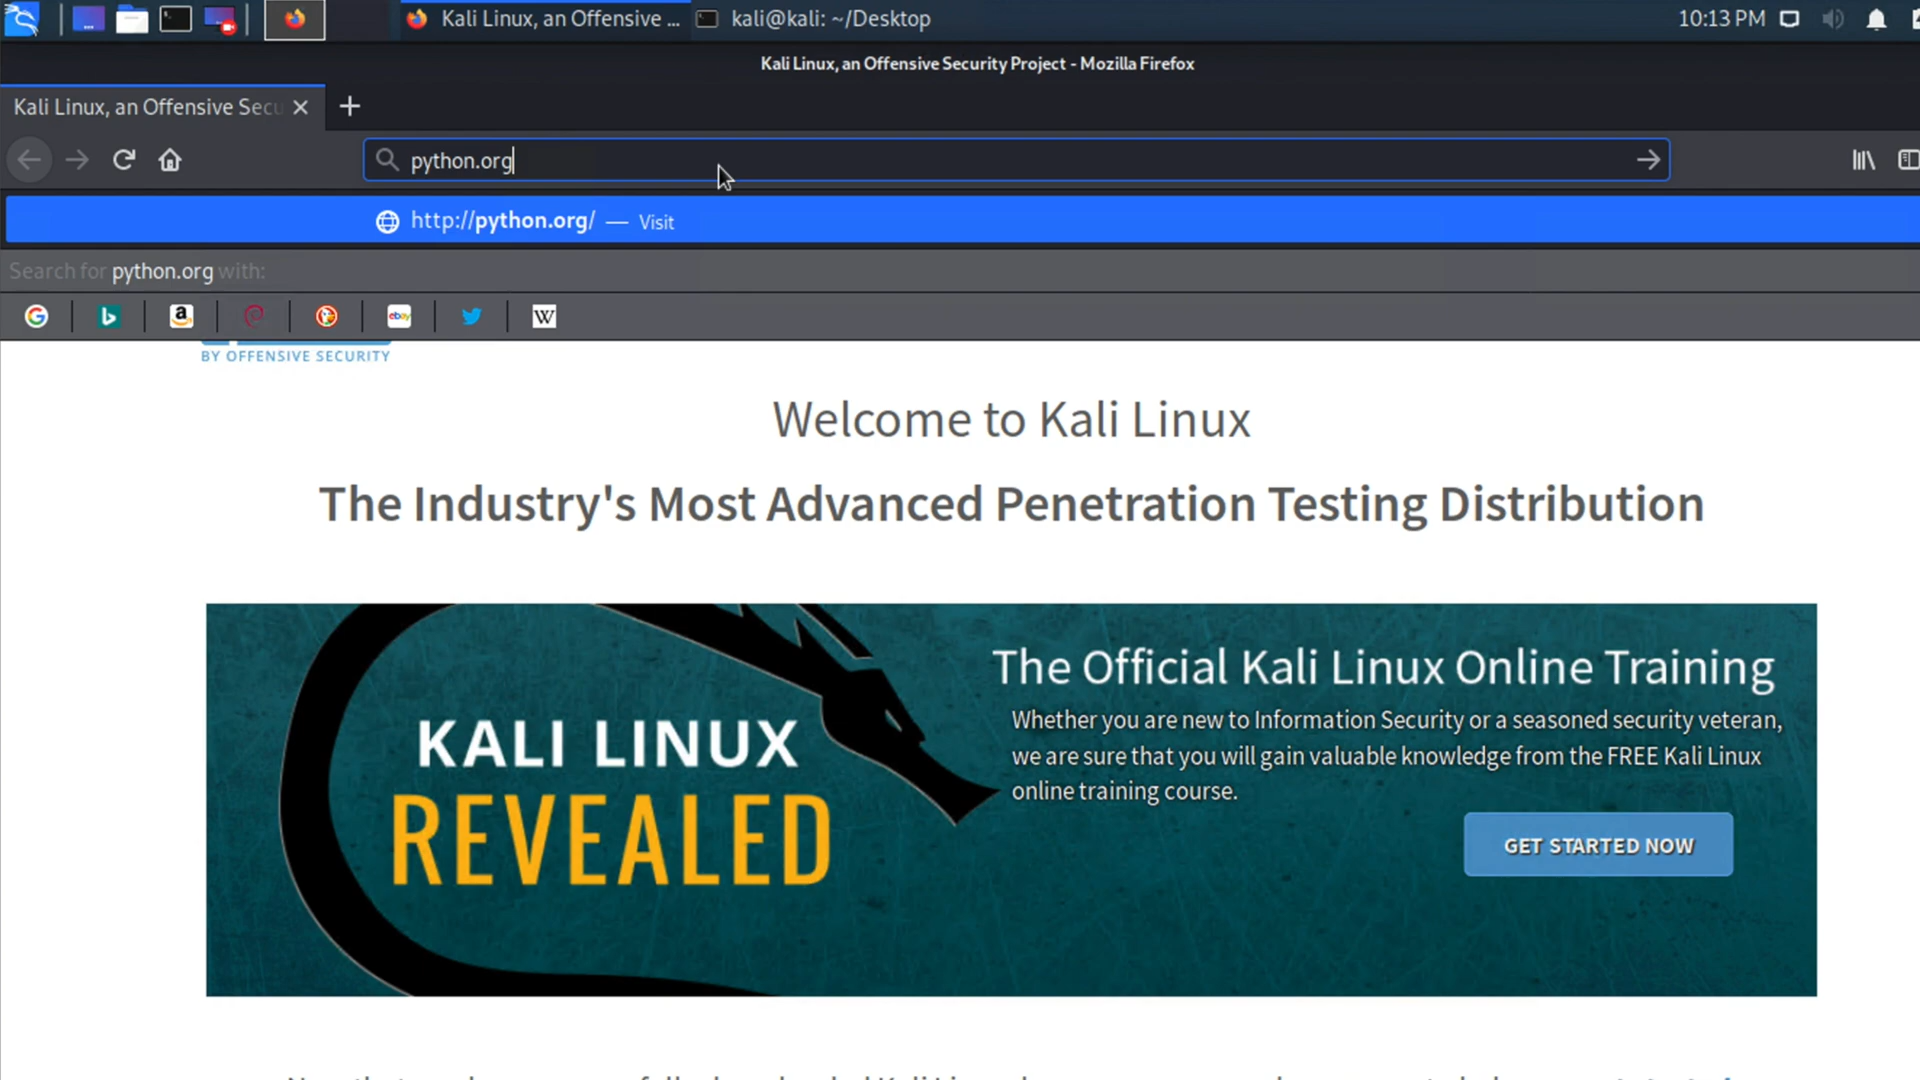 Kali Linux, an Offensive ...
kali@kali: ~/Desktop
10:13 PM
Kali Linux, an Offensive Security Project - Mozilla Firefox
Kali Linux, an Offensive Secu
python.org
http://python.org/ — Visit
Search for python.org with:
BY OFFENSIVE SECURITY
Welcome to Kali Linux
The Industry's Most Advanced Penetration Testing Distribution
KALI LINUX
REVEALED
The Official Kali Linux Online Training
Whether you are new to Information Security or a seasoned security veteran,
we are sure that you will gain valuable knowledge from the FREE Kali Linux
online training course.
GET STARTED NOW